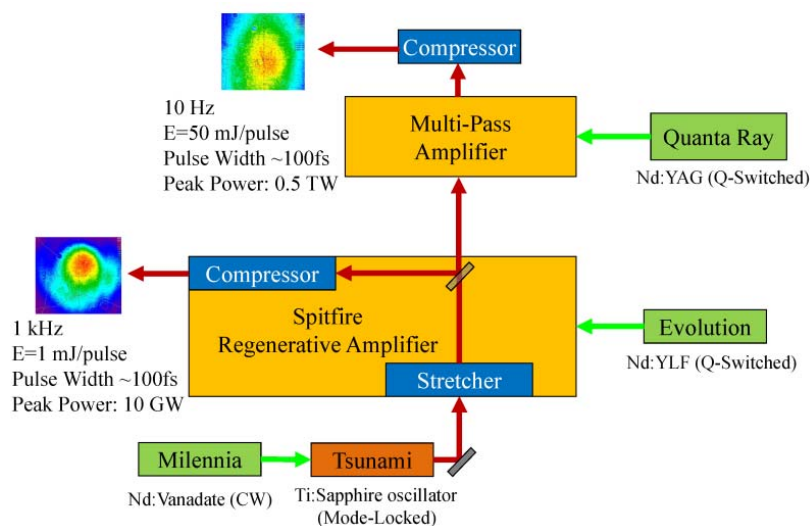 Compressor
10 Hz
E=50 mJ/pulse
Pulse Width ~100fs
Peak Power: 0.5 TW
Multi-Pass
Amplifier
Quanta Ray
Nd:YAG (Q-Switched)
Compressor
1 kHz
E=1 mJ/pulse
Pulse Width ~100fs
Peak Power: 10 GW
Spitfire
Regenerative Amplifier
Evolution
Nd:YLF (Q-Switched)
Stretcher
Milennia
Nd:Vanadate (CW)
Tsunami
Ti:Sapphire oscillator
(Mode-Locked)